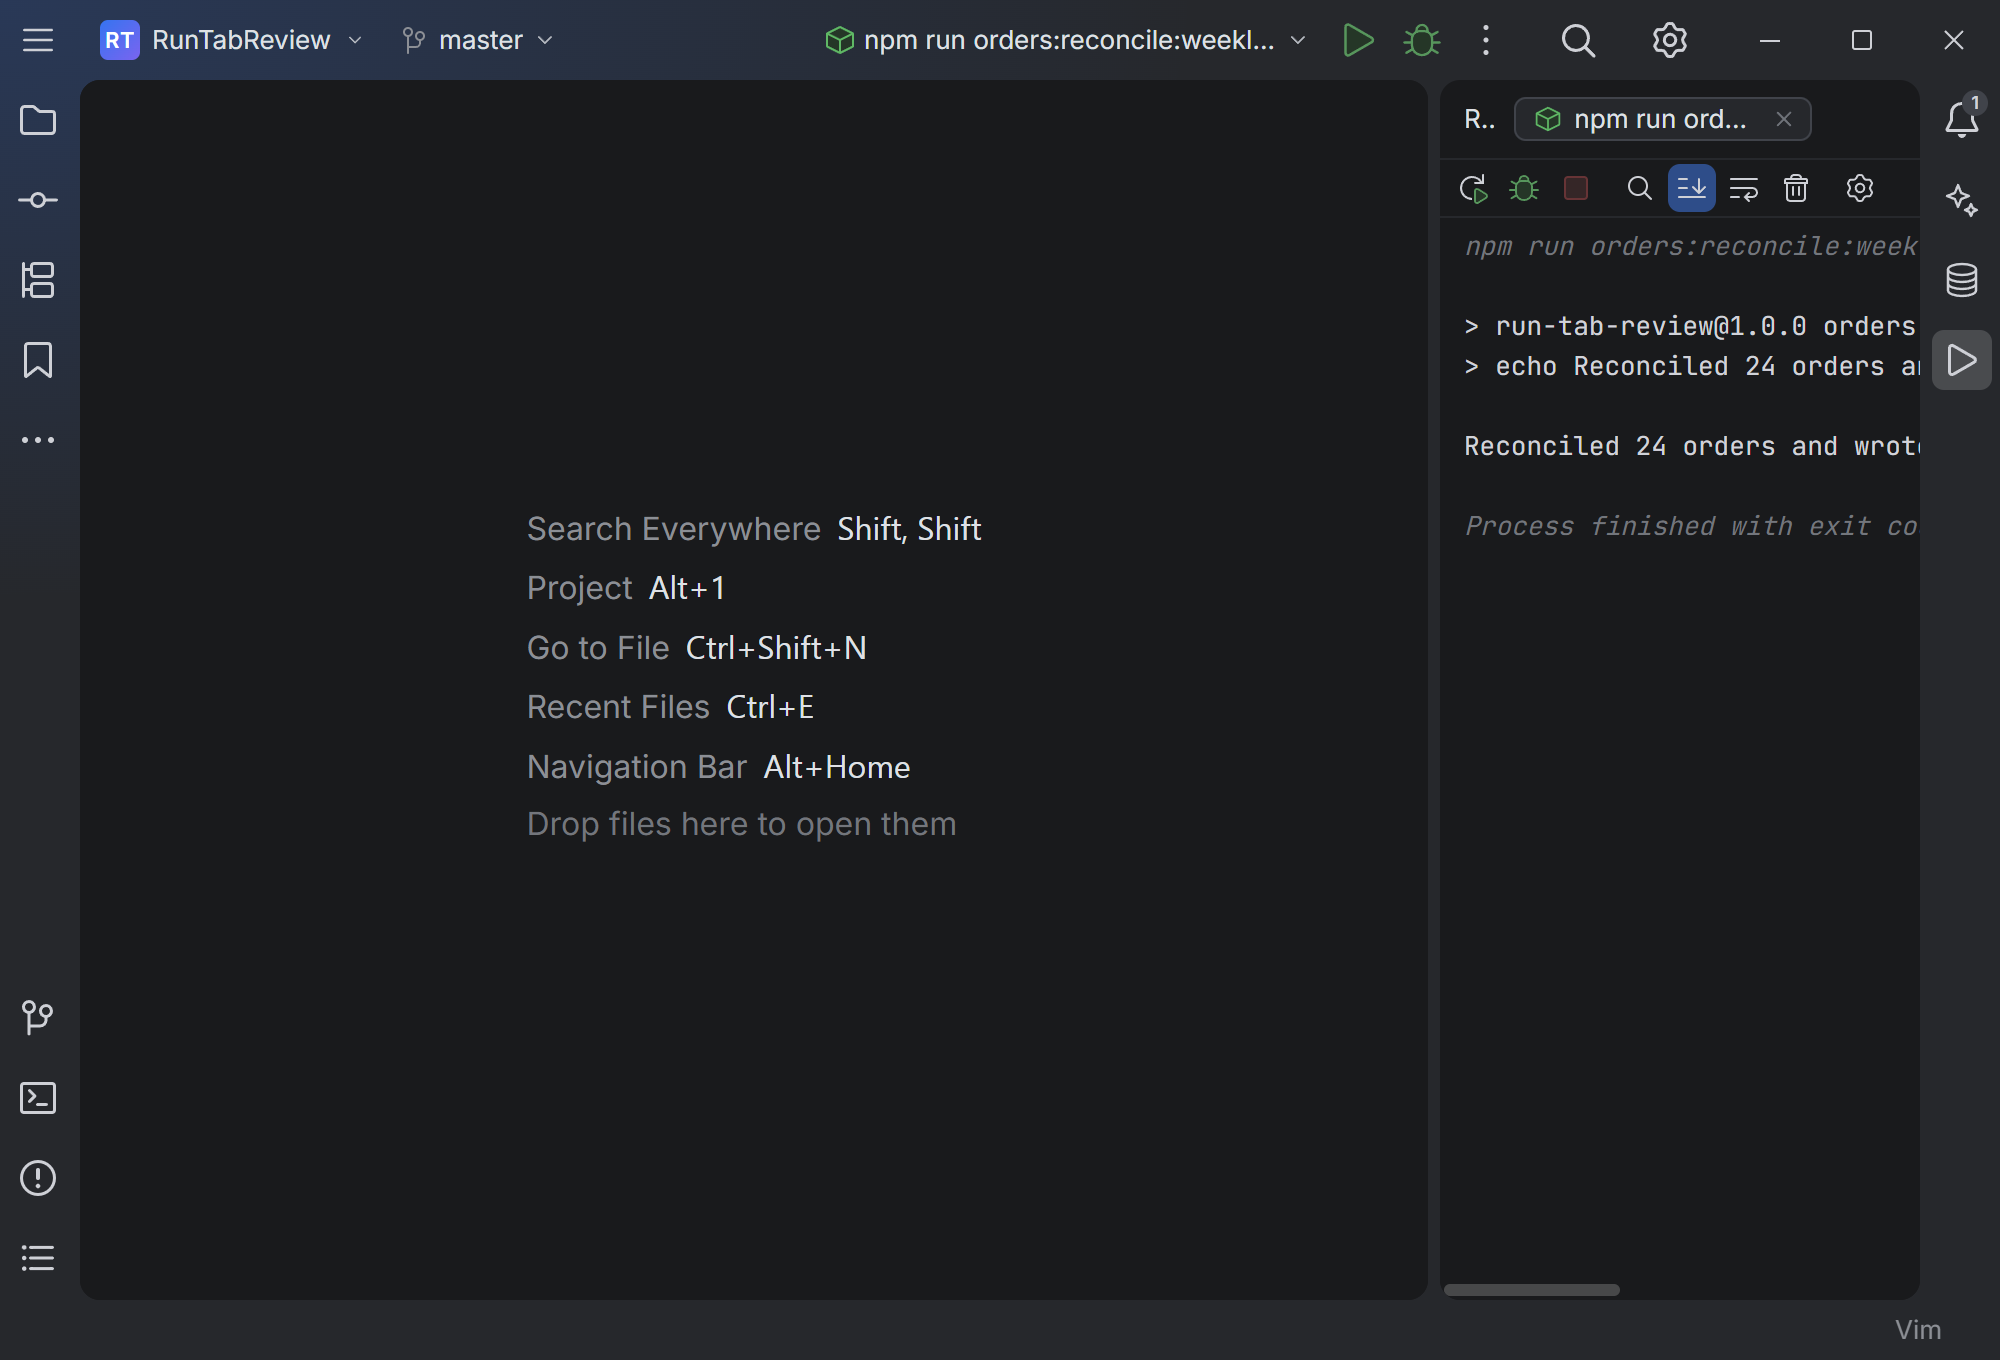 RT RunTabReview master npm run orders:reconcile:weekl...
R.. npm run ord...
1
npm run orders:reconcile:week
> run-tab-review@1.0.0 orders
> echo Reconciled 24 orders
Reconciled 24 orders and wrote
Process finished with exit
Search Everywhere Shift, Shift
Project Alt+1
Go to File Ctrl+Shift+N
Recent Files Ctrl+E
Navigation Bar Alt+Home
Drop files here to open them
Vim